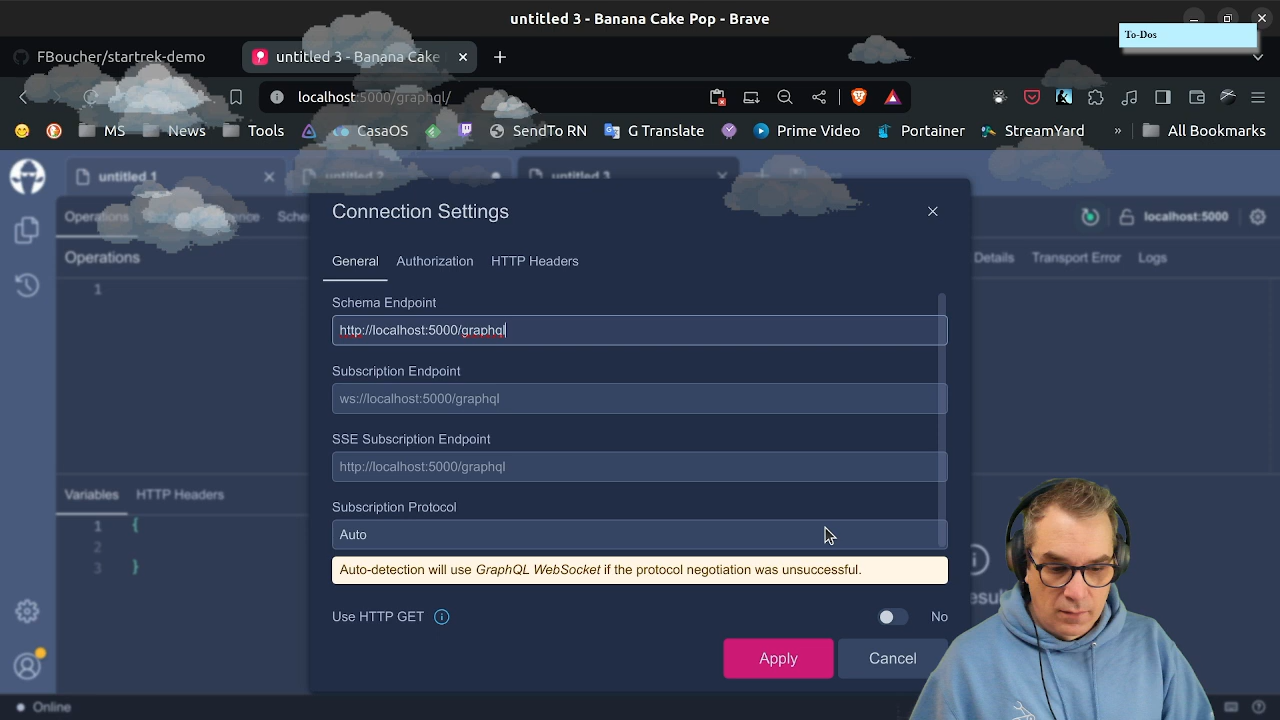 untitled 3 - Banana Cake Pop - Brave
To-Dos
FBoucher/startrek-demo
untitled 3 - Banana Cake
localhost:5000/graphql/
MS
News
Tools
CasaOS
SendTo RN
G Translate
Prime Video
Portainer
StreamYard
» All Bookmarks
untitled 1
untitled 2
untitled 3
Operations
localhost:5000
Connection Settings
Operations
Details
Transport Error
Logs
General
Authorization
HTTP Headers
1
Schema Endpoint
http://localhost:5000/graphql
Subscription Endpoint
ws://localhost:5000/graphql
SSE Subscription Endpoint
http://localhost:5000/graphql
Variables
HTTP Headers
Subscription Protocol
1 {
2
3 }
Auto
Auto-detection will use GraphQL WebSocket if the protocol negotiation was unsuccessful.
Use HTTP GET
No
Apply
Cancel
Online